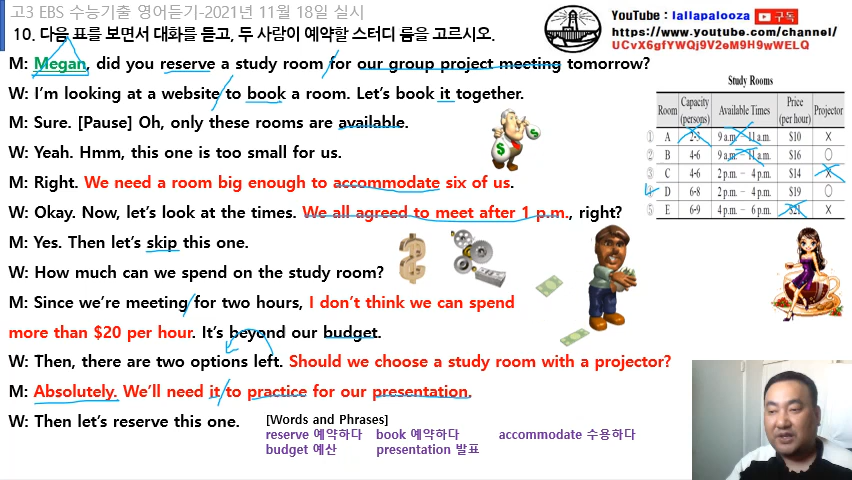 고3 EBS 수능기출 영어듣기-2021년 11월 18일 실시
10. 다음 표를 보면서 대화를 듣고, 두 사람이 예약할 스터디 룸을 고르시오.
YouTube : lallapalooza 구독
https://www.youtube.com/channel/
UCvX6gfYWQj9V2eM9H9wWELQ
M: Megan, did you reserve a study room for our group project meeting tomorrow?
W: I'm looking at a website to book a room. Let's book it together.
M: Sure. [Pause] Oh, only these rooms are available.
W: Yeah. Hmm, this one is too small for us.
M: Right. We need a room big enough to accommodate six of us.
W: Okay. Now, let's look at the times. We all agreed to meet after 1 p.m., right?
M: Yes. Then let's skip this one.
W: How much can we spend on the study room?
M: Since we're meeting for two hours, I don't think we can spend
more than $20 per hour. It's beyond our budget.
W: Then, there are two options left. Should we choose a study room with a projector?
M: Absolutely. We'll need it to practice for our presentation.
W: Then let's reserve this one.
[Words and Phrases]
reserve 예약하다 book 예약하다 accommodate 수용하다
budget 예산 presentation 발표
Study Rooms
Room Capacity (persons) Available Times Price (per hour) Projector
① A 2-3 9 a.m. - 11 a.m. $10 X
② B 4-6 9 a.m. - 11 a.m. $16 ○
③ C 4-6 2 p.m. - 4 p.m. $14 X
④ D 6-8 2 p.m. - 4 p.m. $19 ○
⑤ E 6-9 4 p.m. - 6 p.m. $21 X